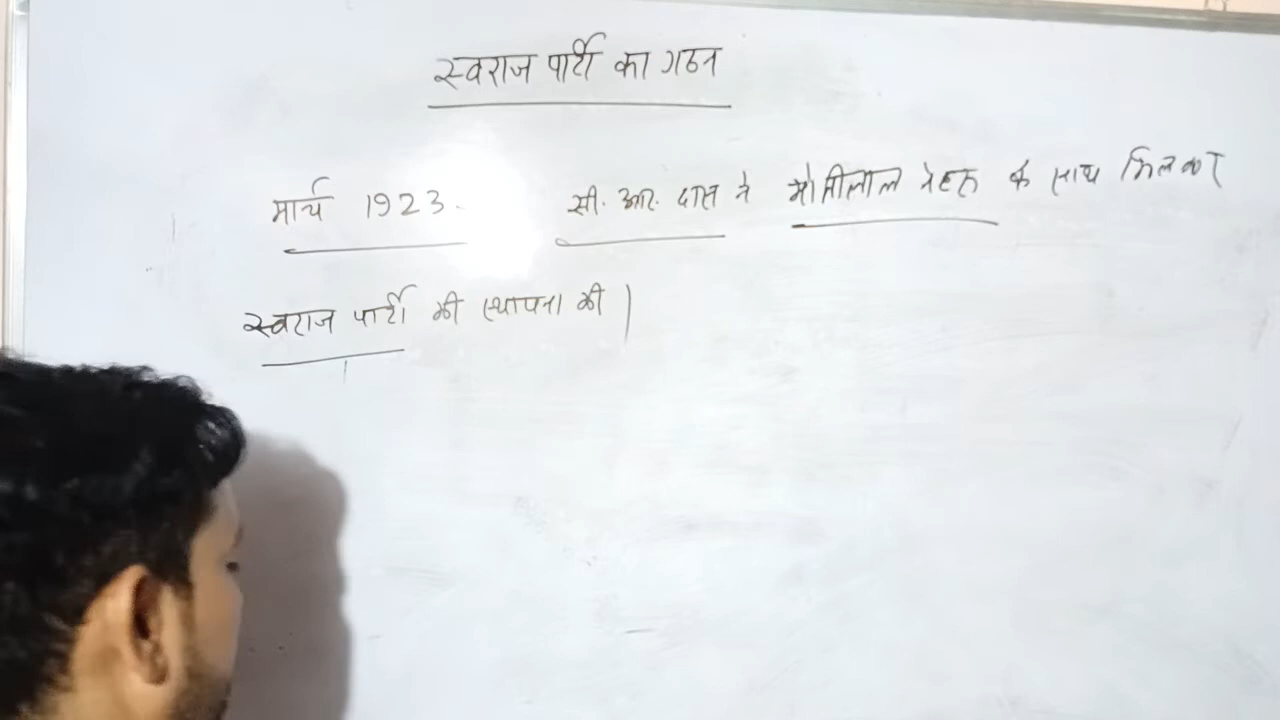 स्वराज पार्टी का गठन
मार्च 1923. सी. आर. दास ने मोतीलाल नेहरू के साथ मिलकर
स्वराज पार्टी की स्थापना की |